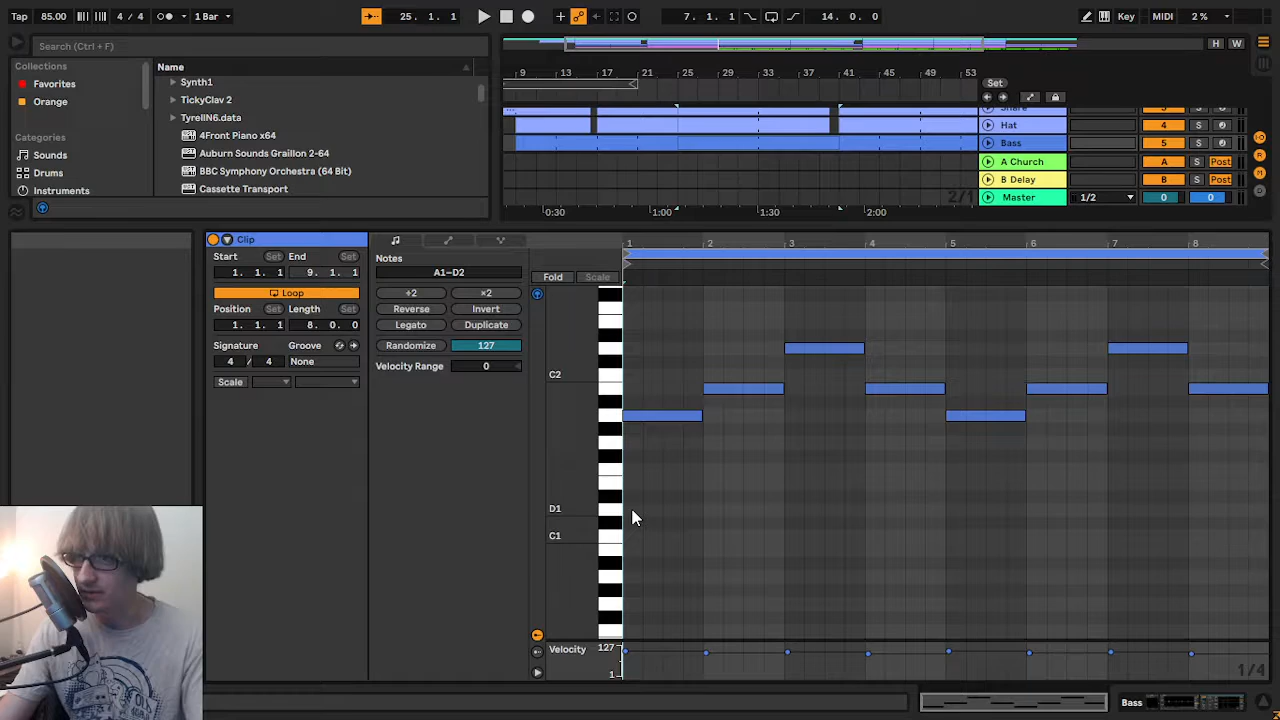 Tap 85.00 4 / 4 1 Bar 25. 1. 1 7. 1. 1 14. 0. 0 Key MIDI 2 %
Search (Ctrl + F)
H W
Collections
Favorites
Orange
Categories
Sounds
Drums
Instruments
Name
Synth1
TickyClav 2
TyrellN6.data
4Front Piano x64
Auburn Sounds Graillon 2-64
BBC Symphony Orchestra (64 Bit)
Cassette Transport
9 13 17 21 25 29 33 37 41 45 49 53
Set
Hat 4 S
Bass 5 S
A Church A S Post
B Delay B S Post
Master 1/2 0 0
2/1
0:30 1:00 1:30 2:00
Clip
Start Set End Set
1. 1. 1 9. 1. 1
Loop
Position Set Length Set
1. 1. 1 8. 0. 0
Signature Groove
4 / 4 None
Scale
Notes
A1–D2
÷2 ×2
Reverse Invert
Legato Duplicate
Randomize 127
Velocity Range 0
Fold Scale
1 2 3 4 5 6 7 8
C2
D1
C1
Velocity 127
1
1/4
Bass